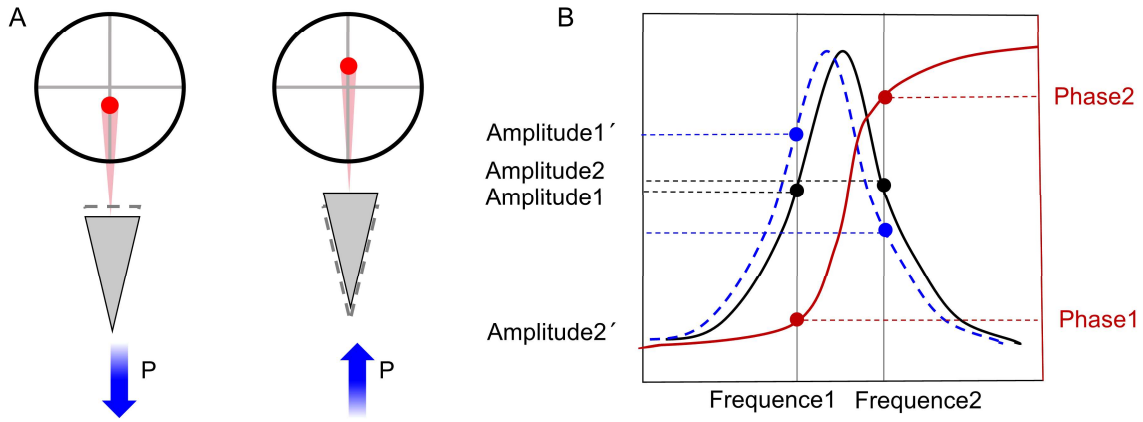 A
P
P
B
Amplitude1´
Amplitude2
Amplitude1
Amplitude2´
Phase2
Phase1
Frequence1
Frequence2